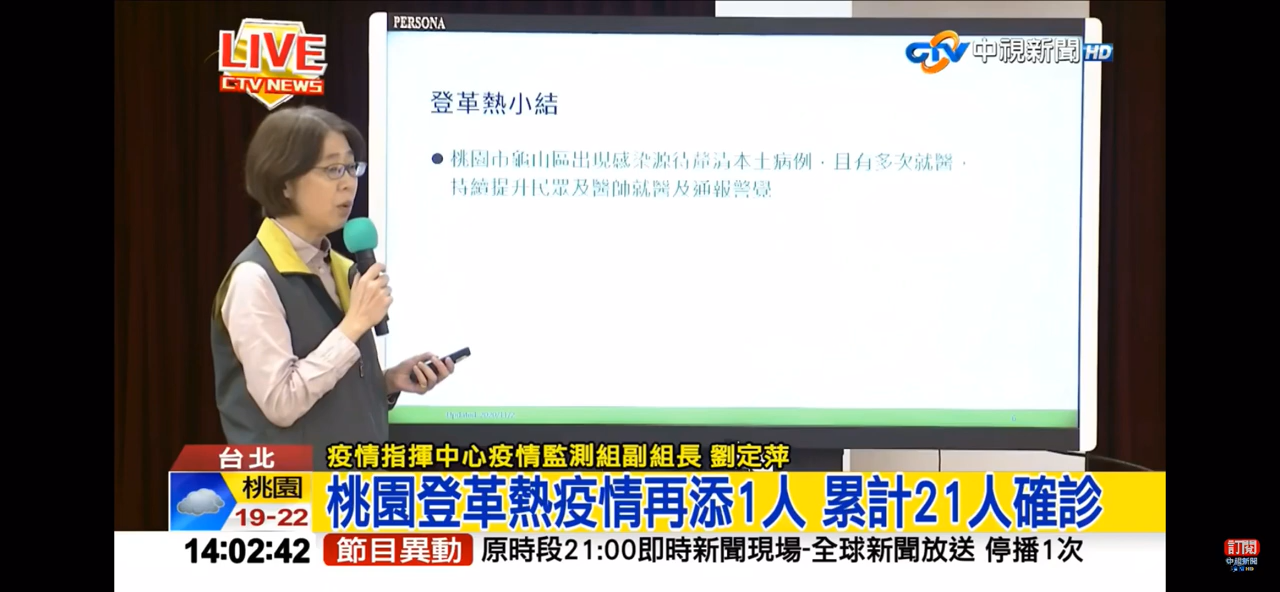 PERSONA
LIVE
CTV NEWS
CTV 中視新聞 HD
登革熱小結
● 桃園市龜山區出現感染源待釐清本土病例，且有多次就醫，
持續提升民眾及醫師就醫及通報警覺
台北
疫情指揮中心疫情監測組副組長 劉定萍
桃園
19-22
桃園登革熱疫情再添1人 累計21人確診
14:02:42
節目異動
原時段21:00即時新聞現場-全球新聞放送 停播1次
訂閱
中視新聞